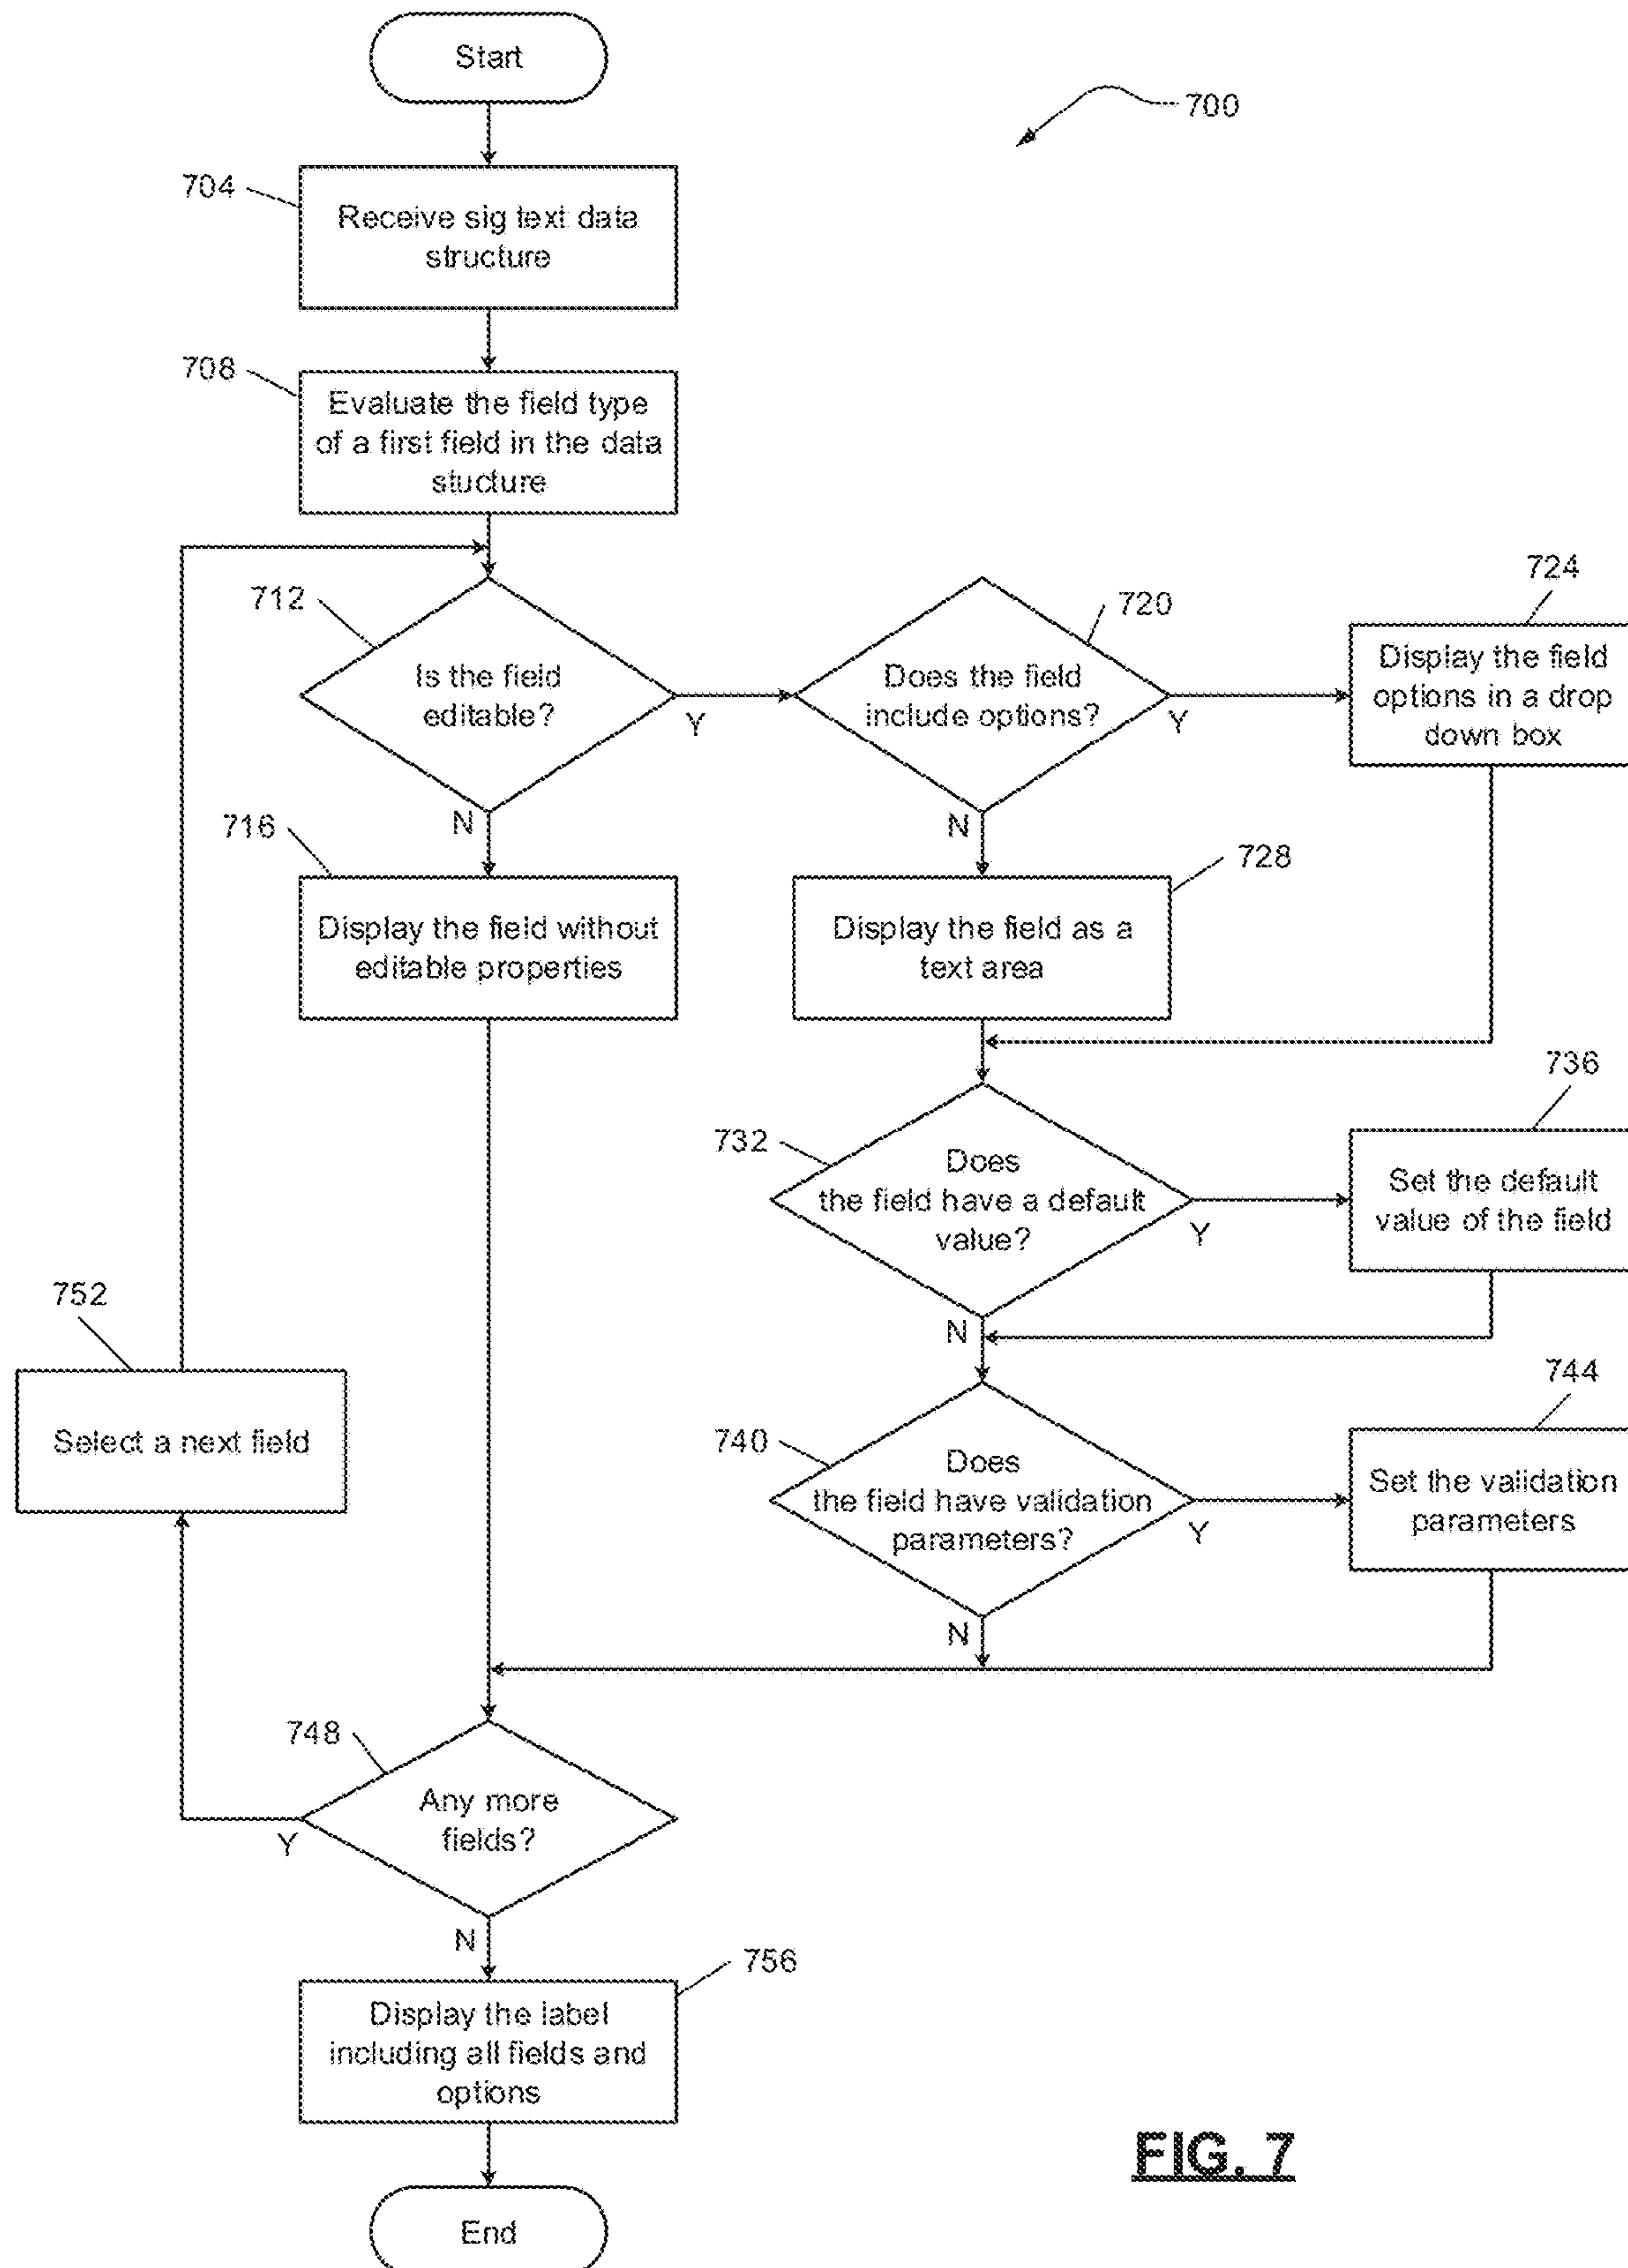 Start
700
704
Receive sig text data
structure
708
Evaluate the field type
of a first field in the data
stucture
712
Is the field
editable?
Y
N
720
Does the field
include options?
Y
N
724
Display the field
options in a drop
down box
716
Display the field without
editable properties
728
Display the field as a
text area
732
Does
the field have a default
value?
Y
N
736
Set the default
value of the field
752
Select a next field
740
Does
the field have validation
parameters?
Y
N
744
Set the validation
parameters
748
Any more
fields?
Y
N
756
Display the label
including all fields and
options
End
FIG. 7